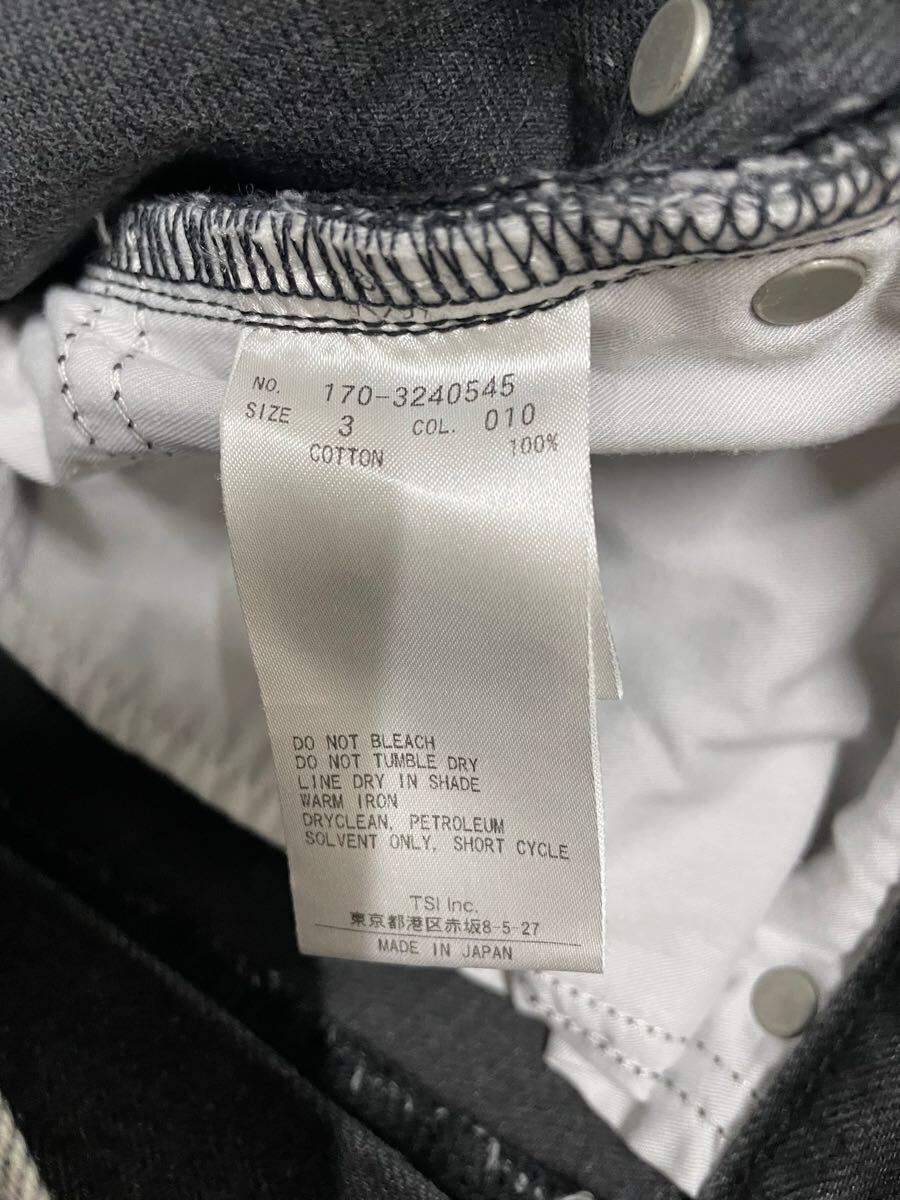 NO. 170-3240545
SIZE 3 COL. 010
COTTON 100%
DO NOT BLEACH
DO NOT TUMBLE DRY
LINE DRY IN SHADE
WARM IRON
DRYCLEAN, PETROLEUM
SOLVENT ONLY, SHORT CYCLE
TSI Inc.
東京都港区赤坂8-5-27
MADE IN JAPAN